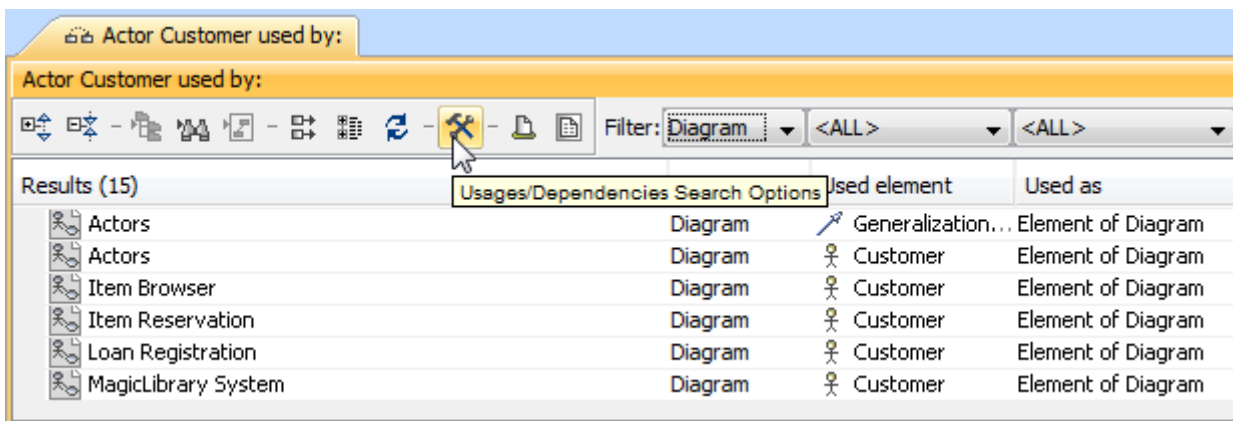 Actor Customer used by:
Actor Customer used by:
Filter: Diagram <ALL> <ALL>
Results (15) Used element Used as
Usages/Dependencies Search Options
Actors Diagram Generalization... Element of Diagram
Actors Diagram Customer Element of Diagram
Item Browser Diagram Customer Element of Diagram
Item Reservation Diagram Customer Element of Diagram
Loan Registration Diagram Customer Element of Diagram
MagicLibrary System Diagram Customer Element of Diagram